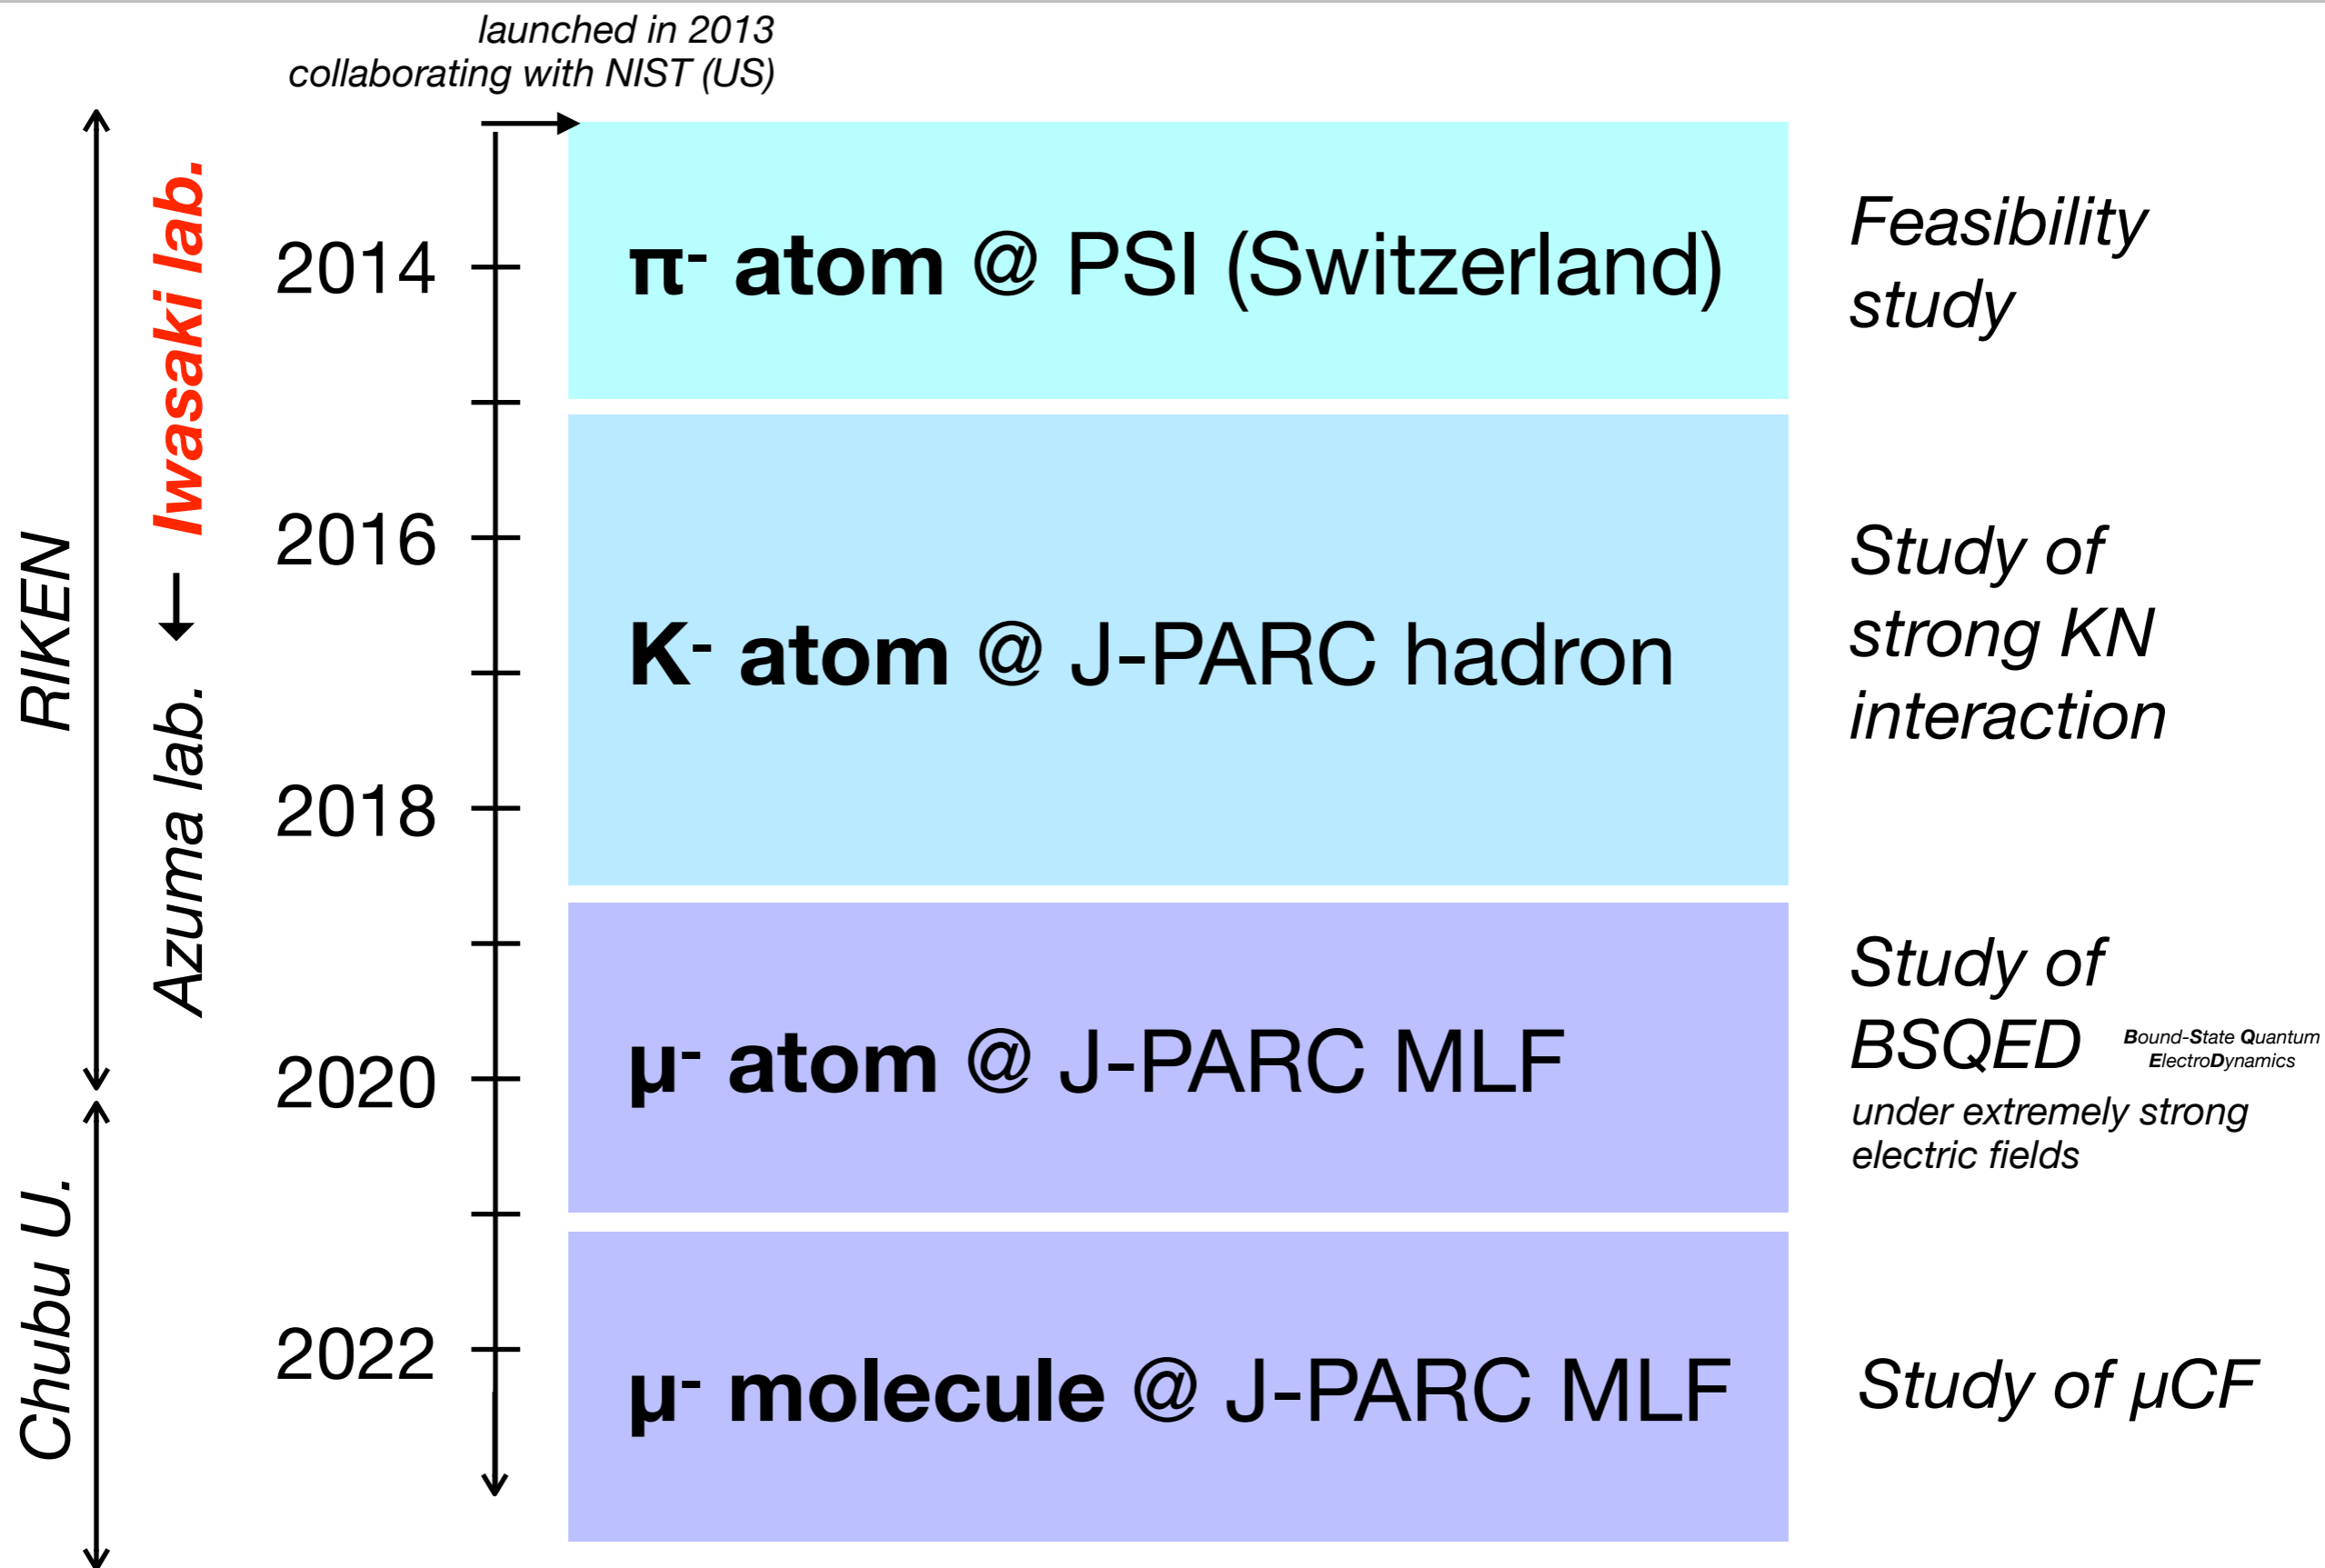 launched in 2013
collaborating with NIST (US)
RIKEN
Chubu U.
Iwasaki lab.
Azuma lab.
2014
2016
2018
2020
2022
π- atom @ PSI (Switzerland)
Feasibility
study
K- atom @ J-PARC hadron
Study of
strong KN
interaction
μ- atom @ J-PARC MLF
Study of
BSQED
Bound-State Quantum
ElectroDynamics
under extremely strong
electric fields
μ- molecule @ J-PARC MLF
Study of μCF